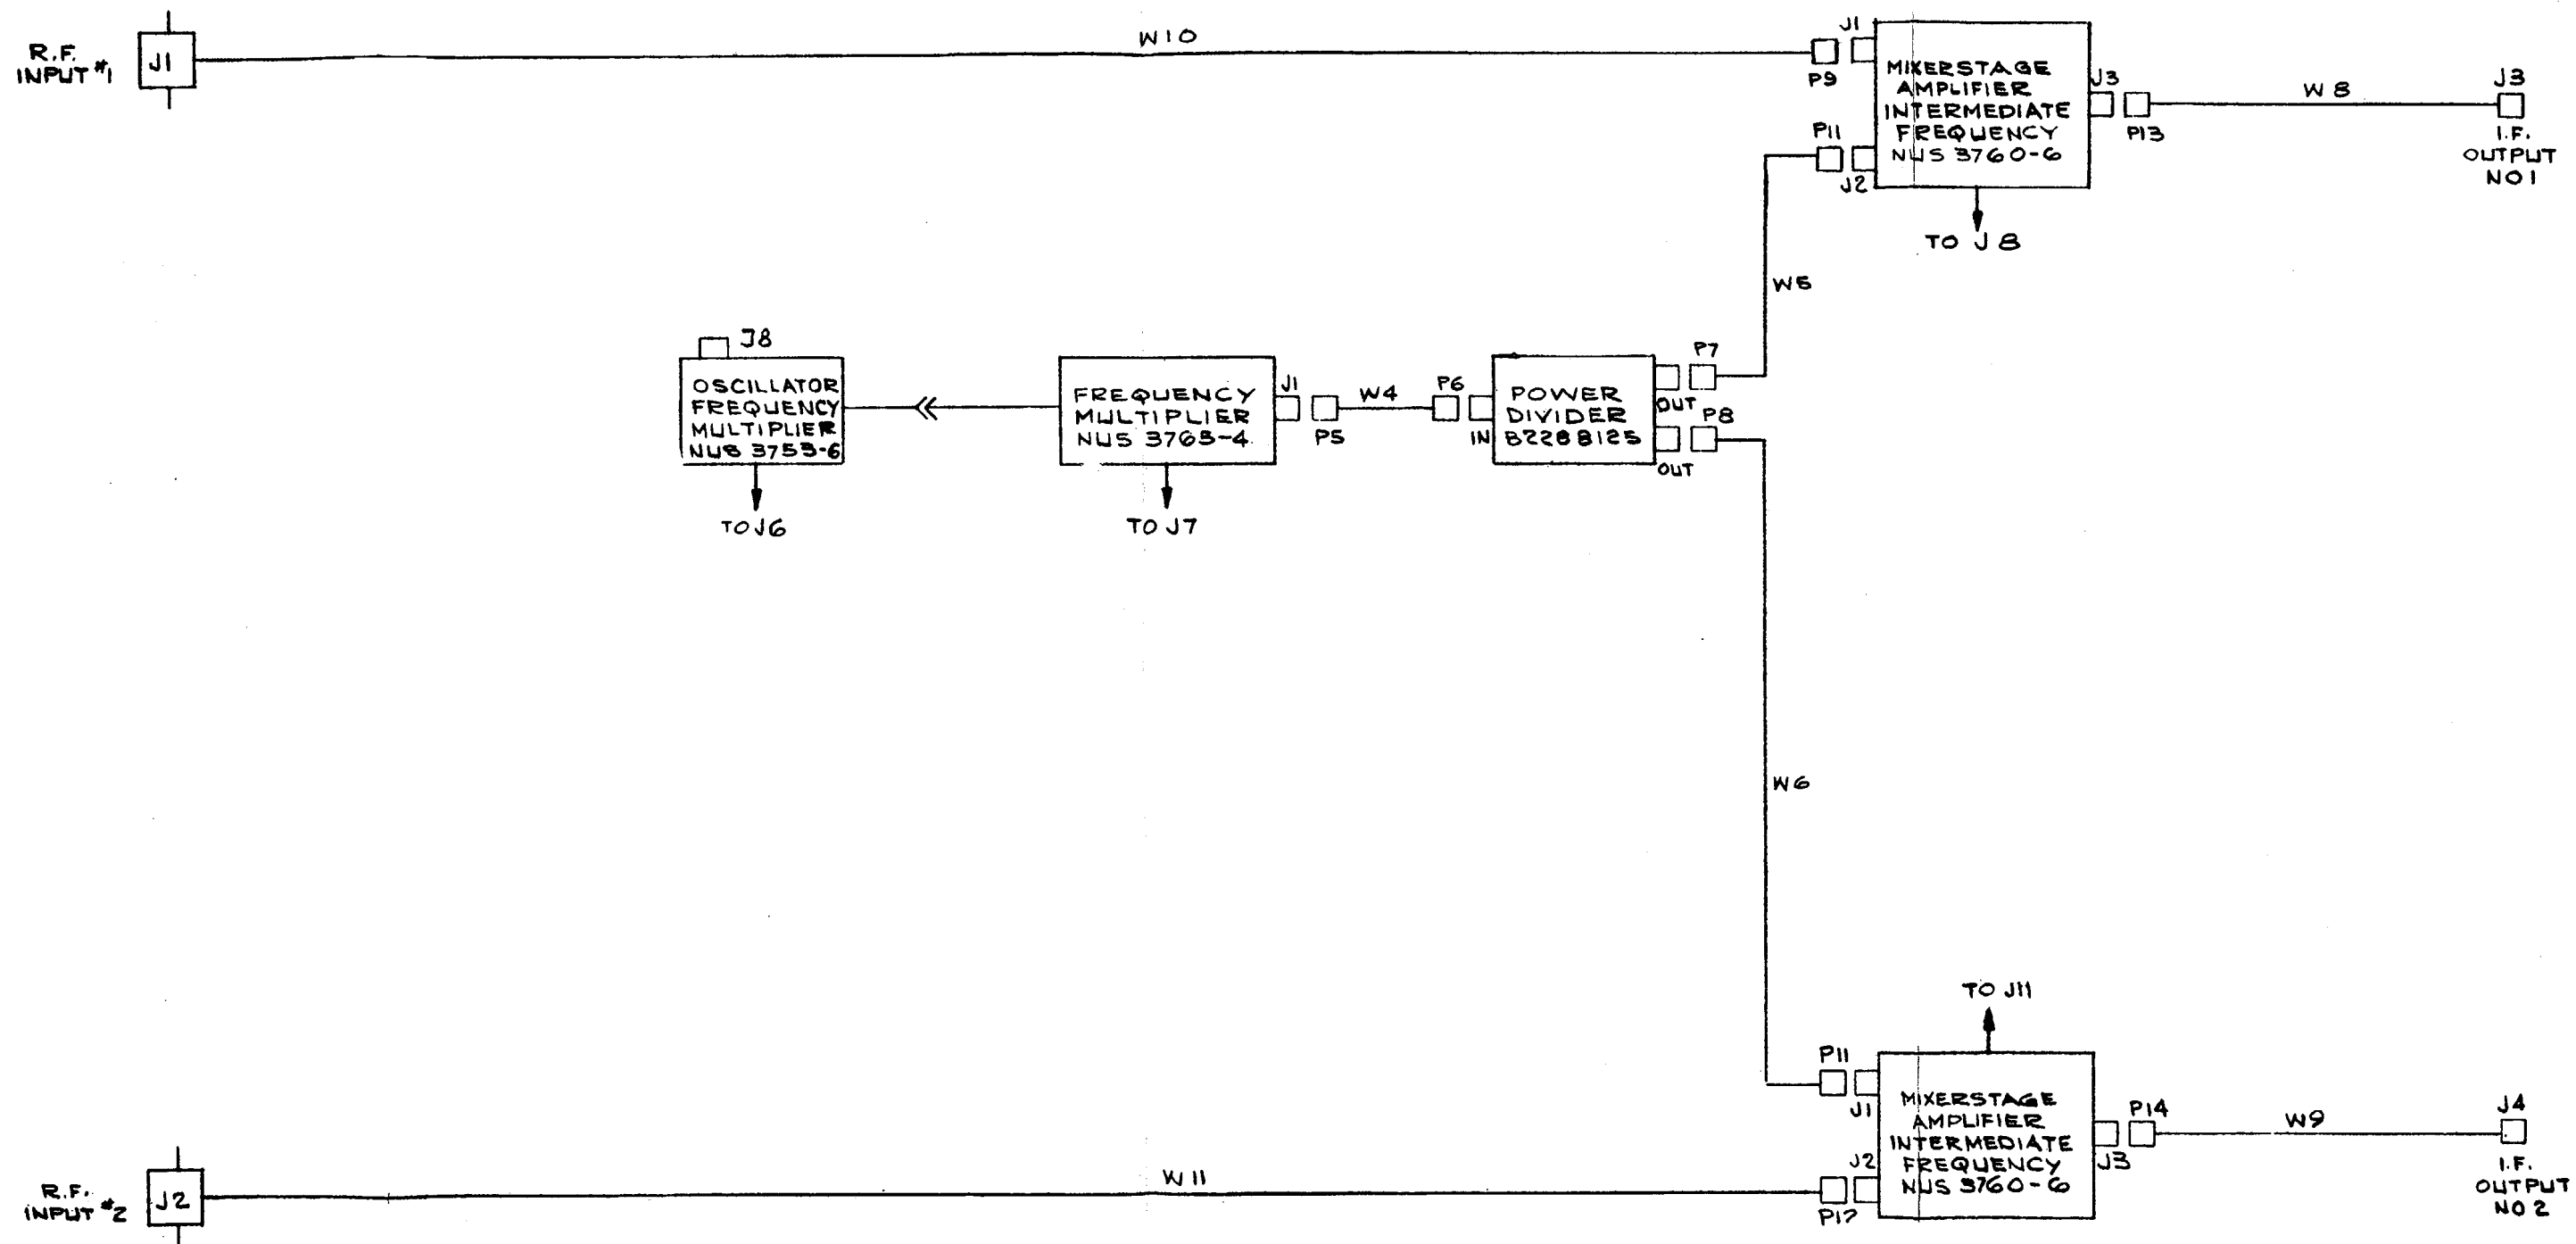 R.F.
INPUT #1
J1
W10
P9
J1
MIXERSTAGE
AMPLIFIER
INTERMEDIATE
FREQUENCY
NUS 3760-6
P11
J2
J3
P13
W8
J3
I.F.
OUTPUT
NO1
TO J8
W5
J8
OSCILLATOR
FREQUENCY
MULTIPLIER
NUS 3753-6
TO J6
FREQUENCY
MULTIPLIER
NUS 3765-4
TO J7
J1
P5
W4
P6
IN
POWER
DIVIDER
B2288125
P7
OUT
P8
OUT
W6
TO J11
P11
J1
MIXERSTAGE
AMPLIFIER
INTERMEDIATE
FREQUENCY
NUS 3760-6
J2
P12
J3
P14
W9
J4
I.F.
OUTPUT
NO 2
R.F.
INPUT #2
J2
W11